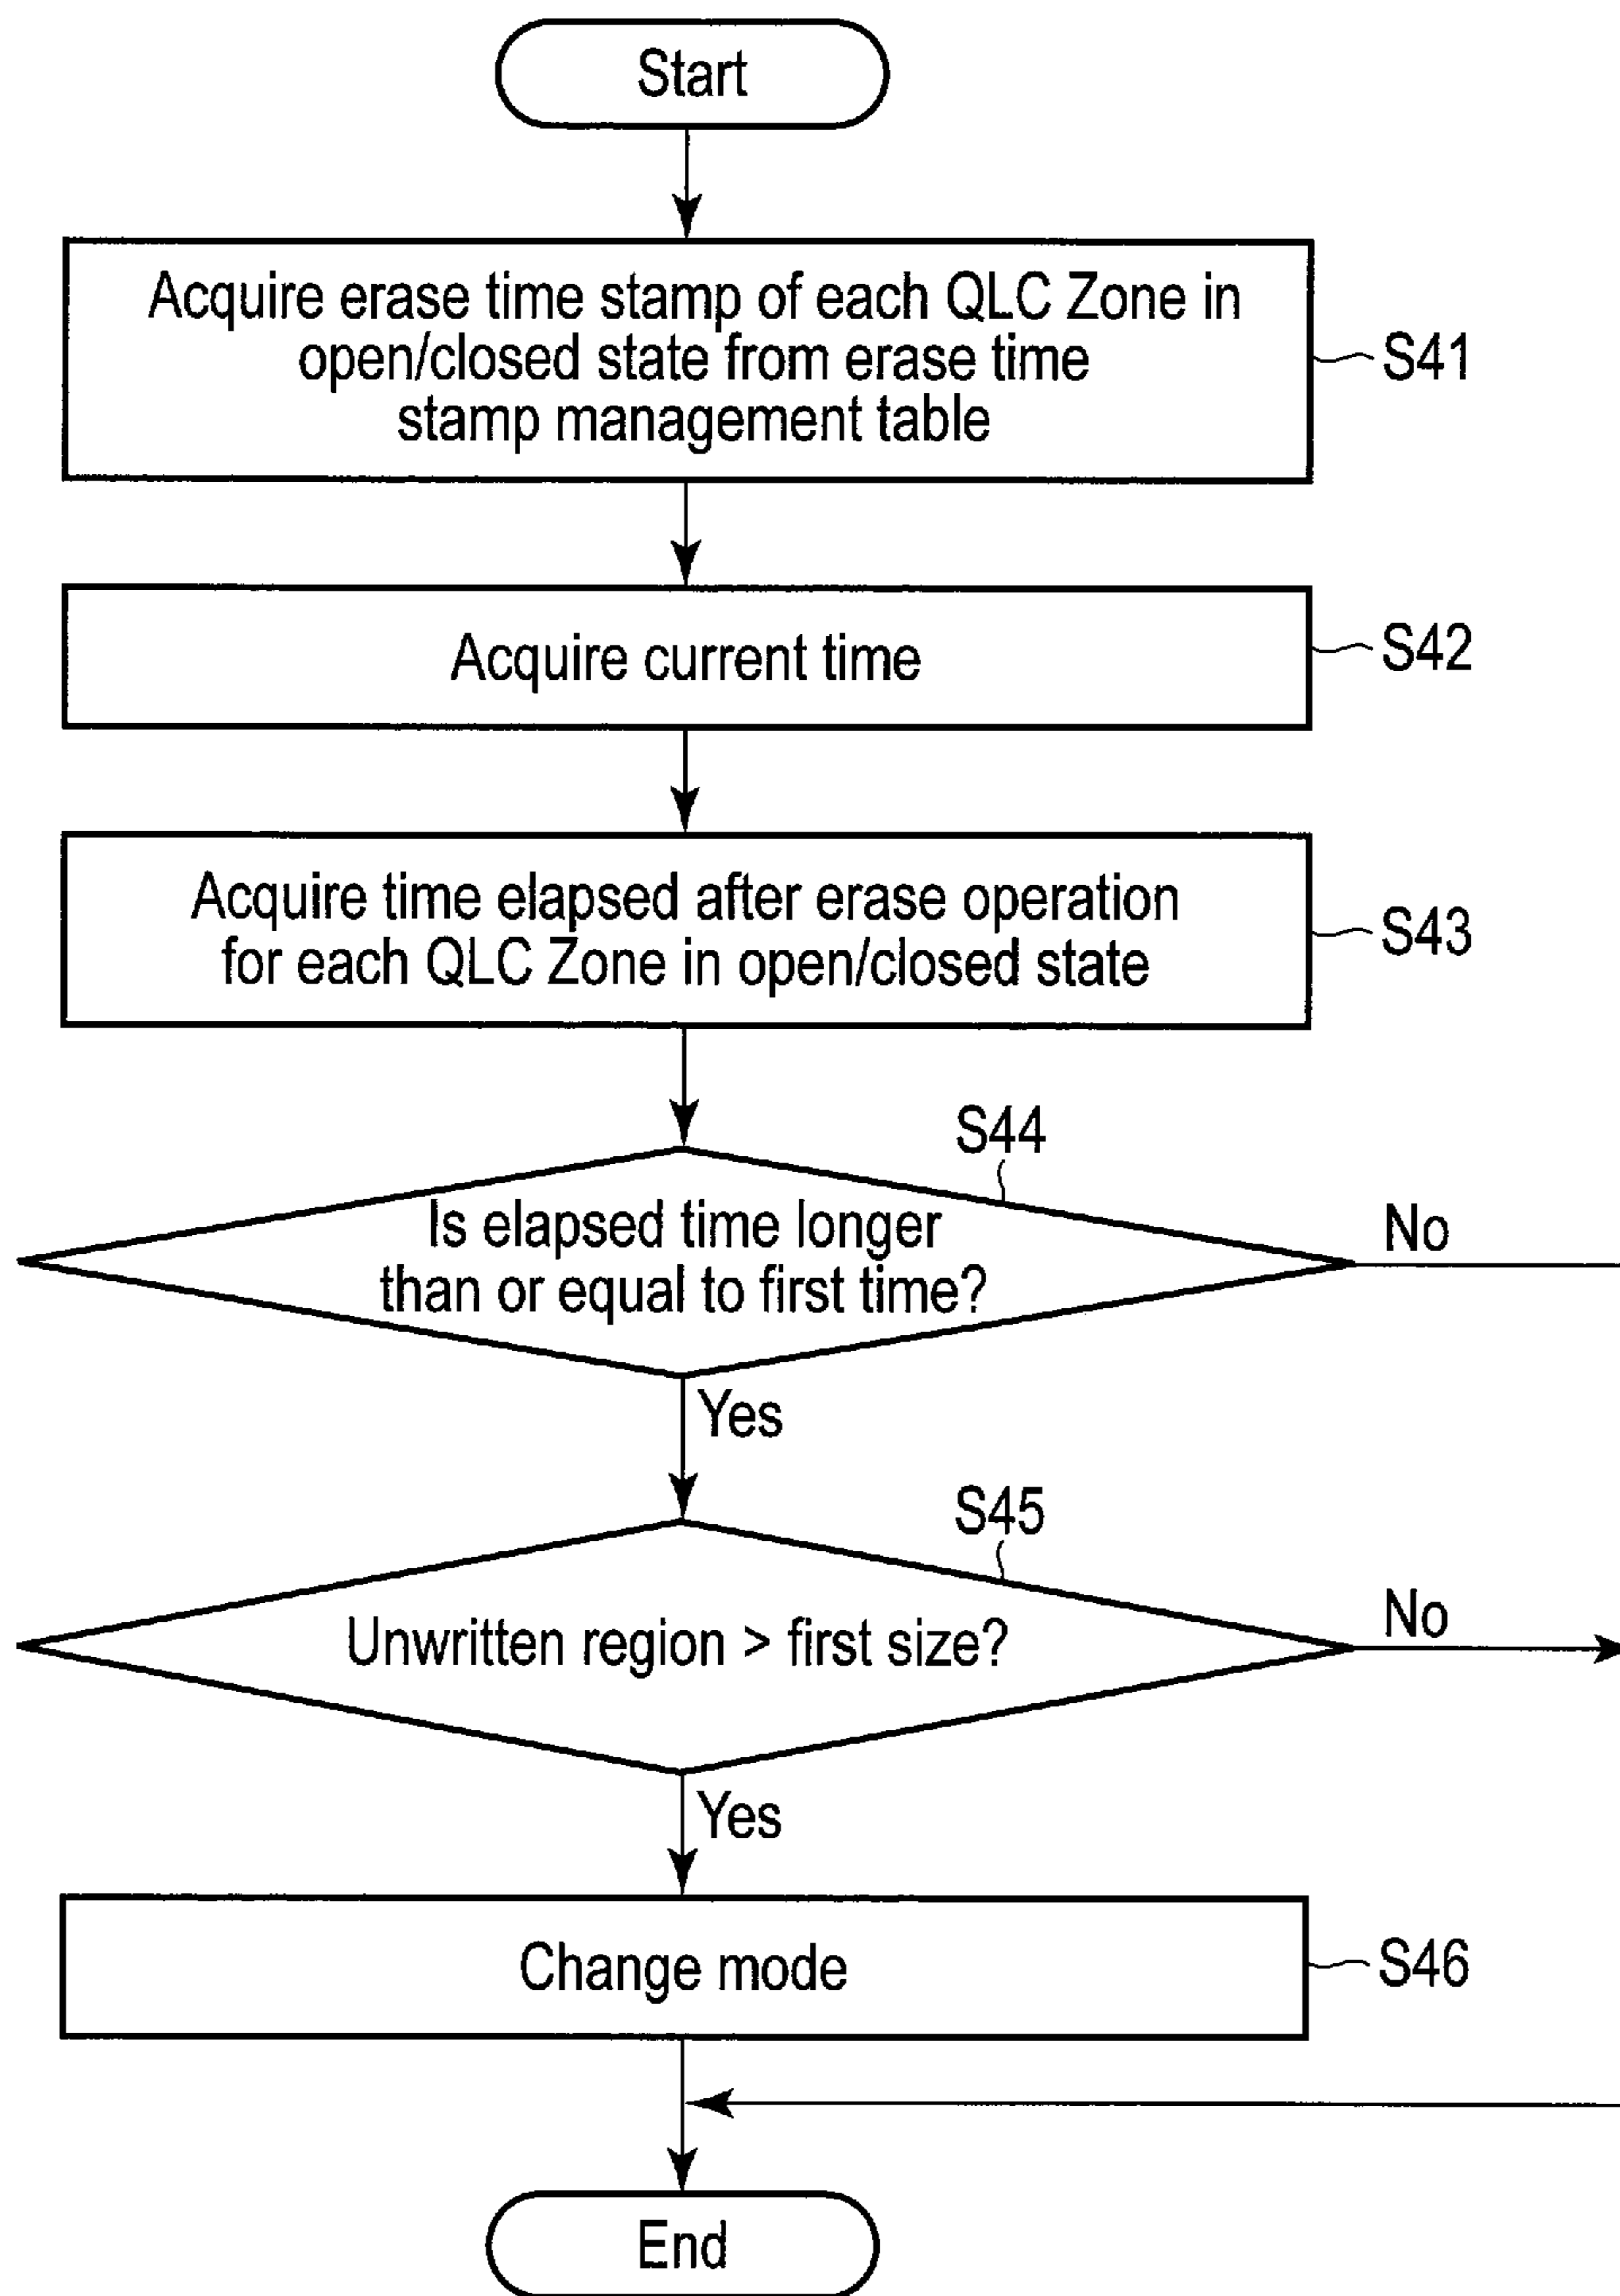 Start
Acquire erase time stamp of each QLC Zone in
open/closed state from erase time
stamp management table
S41
Acquire current time
S42
Acquire time elapsed after erase operation
for each QLC Zone in open/closed state
S43
S44
Is elapsed time longer
than or equal to first time?
No
Yes
S45
Unwritten region > first size?
No
Yes
Change mode
S46
End